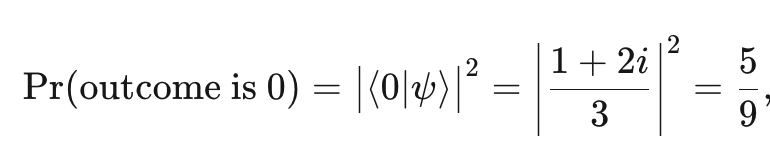 Pr(outcome is 0) = |⟨0|ψ⟩|² = |(1 + 2i)/3|² = 5/9,